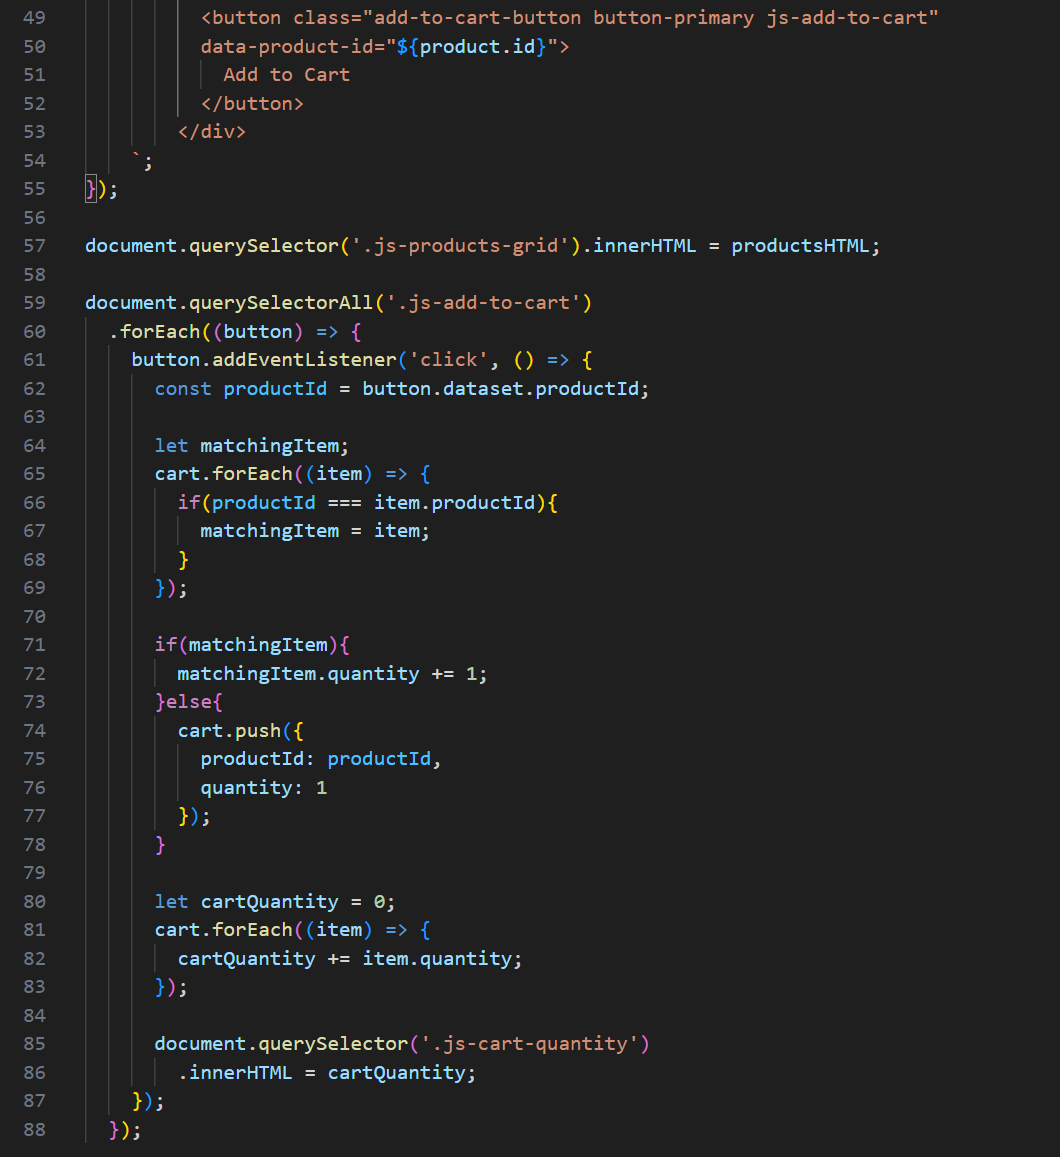 49 <button class="add-to-cart-button button-primary js-add-to-cart"
50 data-product-id="${product.id}">
51 Add to Cart
52 </button>
53 </div>
54 `;
55 });
56
57 document.querySelector('.js-products-grid').innerHTML = productsHTML;
58
59 document.querySelectorAll('.js-add-to-cart')
60 .forEach((button) => {
61 button.addEventListener('click', () => {
62 const productId = button.dataset.productId;
63
64 let matchingItem;
65 cart.forEach((item) => {
66 if(productId === item.productId){
67 matchingItem = item;
68 }
69 });
70
71 if(matchingItem){
72 matchingItem.quantity += 1;
73 }else{
74 cart.push({
75 productId: productId,
76 quantity: 1
77 });
78 }
79
80 let cartQuantity = 0;
81 cart.forEach((item) => {
82 cartQuantity += item.quantity;
83 });
84
85 document.querySelector('.js-cart-quantity')
86 .innerHTML = cartQuantity;
87 });
88 });